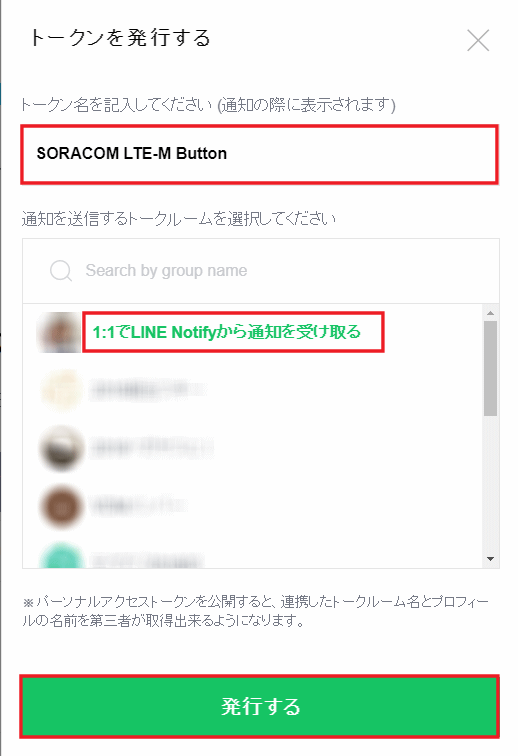 トークンを発行する
トークン名を記入してください (通知の際に表示されます)
SORACOM LTE-M Button
通知を送信するトークルームを選択してください
Search by group name
1:1でLINE Notifyから通知を受け取る
※パーソナルアクセストークンを公開すると、連携したトークルーム名とプロフィー
ルの名前を第三者が取得出来るようになります。
発行する